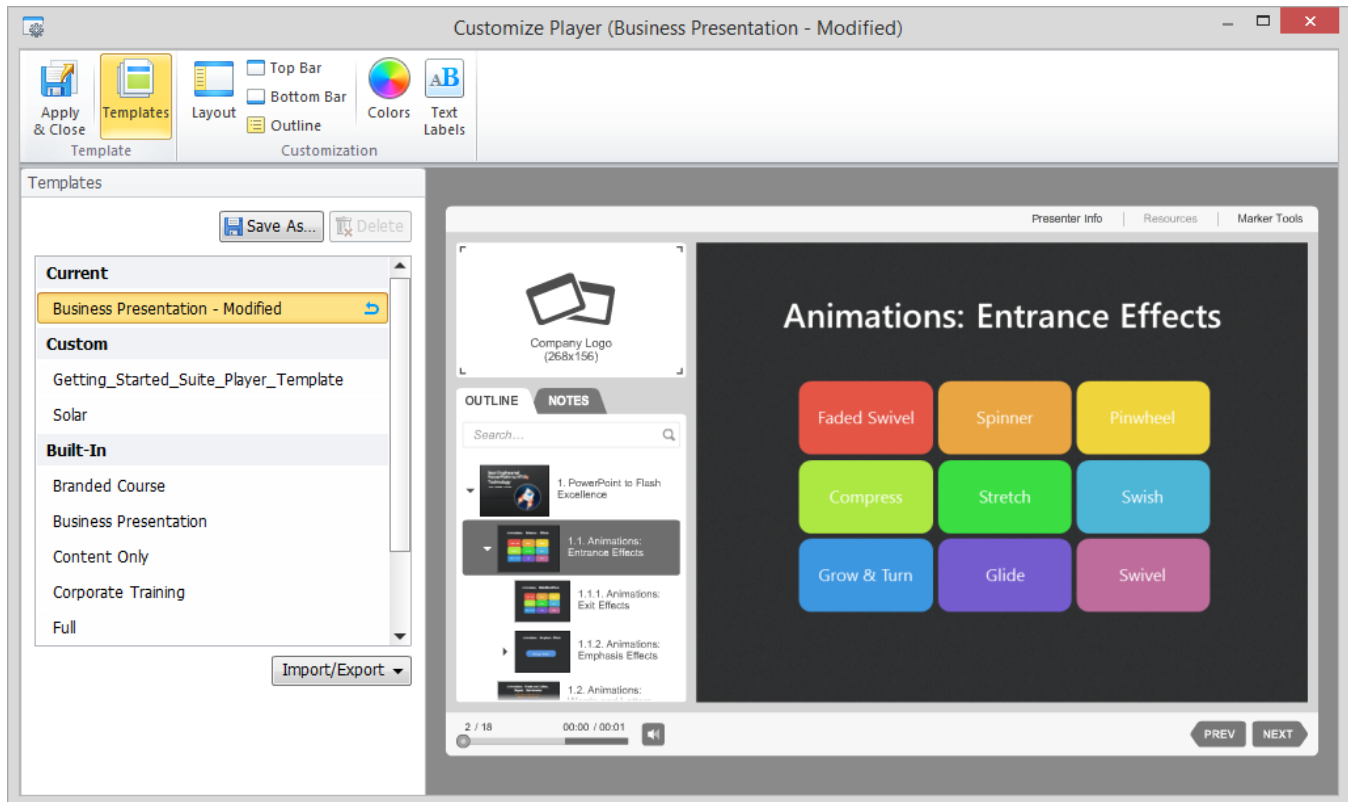 Customize Player (Business Presentation - Modified)
Apply
& Close
Templates
Layout
Top Bar
Bottom Bar
Outline
Colors
AB
Text
Labels
Template
Customization
Templates
Save As...
Delete
Current
Business Presentation - Modified
Custom
Getting_Started_Suite_Player_Template
Solar
Built-In
Branded Course
Business Presentation
Content Only
Corporate Training
Full
Import/Export
Presenter Info | Resources | Marker Tools
Company Logo
(268x156)
OUTLINE
NOTES
Search...
1. PowerPoint to Flash
Excellence
1.1. Animations:
Entrance Effects
1.1.1. Animations:
Exit Effects
1.1.2. Animations:
Emphasis Effects
1.2. Animations:
Animations: Entrance Effects
Faded Swivel
Spinner
Pinwheel
Compress
Stretch
Swish
Grow & Turn
Glide
Swivel
2 / 18
00:00 / 00:01
PREV
NEXT